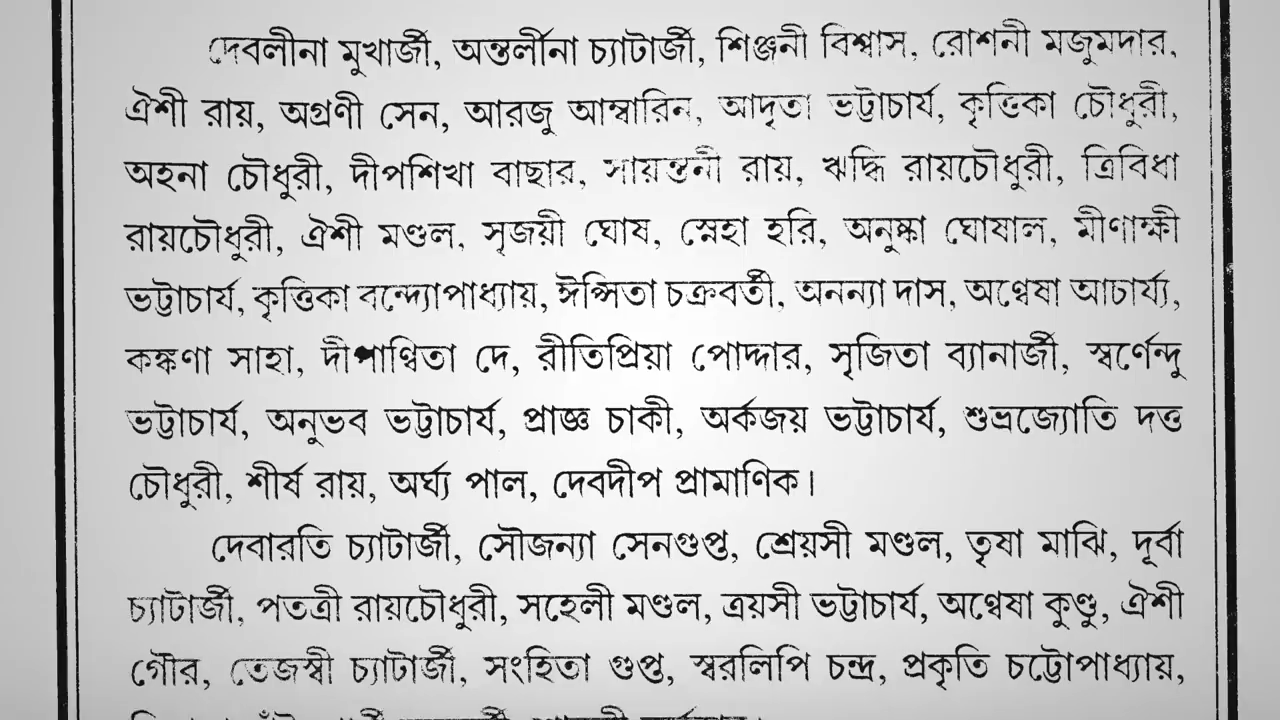 দেবলীনা মুখার্জী, অন্তর্লীনা চ্যাটার্জী, শিঞ্জনী বিশ্বাস, রোশনী মজুমদার,
ঐশী রায়, অগ্রণী সেন, আরজু আম্বারিন, আদৃতা ভট্টাচার্য, কৃত্তিকা চৌধুরী,
অহনা চৌধুরী, দীপশিখা বাছার, সায়ন্তনী রায়, ঋদ্ধি রায়চৌধুরী, ত্রিবিধা
রায়চৌধুরী, ঐশী মণ্ডল, সৃজয়ী ঘোষ, স্নেহা হরি, অনুষ্কা ঘোষাল, মীণাক্ষী
ভট্টাচার্য, কৃত্তিকা বন্দ্যোপাধ্যায়, ঈপ্সিতা চক্রবর্তী, অনন্যা দাস, অণ্বেষা আচার্য্য,
কঙ্কণা সাহা, দীপাণ্বিতা দে, রীতিপ্রিয়া পোদ্দার, সৃজিতা ব্যানার্জী, স্বর্ণেন্দু
ভট্টাচার্য, অনুভব ভট্টাচার্য, প্রাজ্ঞ চাকী, অর্কজয় ভট্টাচার্য, শুভ্রজ্যোতি দত্ত
চৌধুরী, শীর্ষ রায়, অর্ঘ্য পাল, দেবদীপ প্রামাণিক।
দেবারতি চ্যাটার্জী, সৌজন্যা সেনগুপ্ত, শ্রেয়সী মণ্ডল, তৃষা মাঝি, দূর্বা
চ্যাটার্জী, পতত্রী রায়চৌধুরী, সহেলী মণ্ডল, ত্রয়সী ভট্টাচার্য, অণ্বেষা কুণ্ডু, ঐশী
গৌর, তেজস্বী চ্যাটার্জী, সংহিতা গুপ্ত, স্বরলিপি চন্দ্র, প্রকৃতি চট্টোপাধ্যায়,